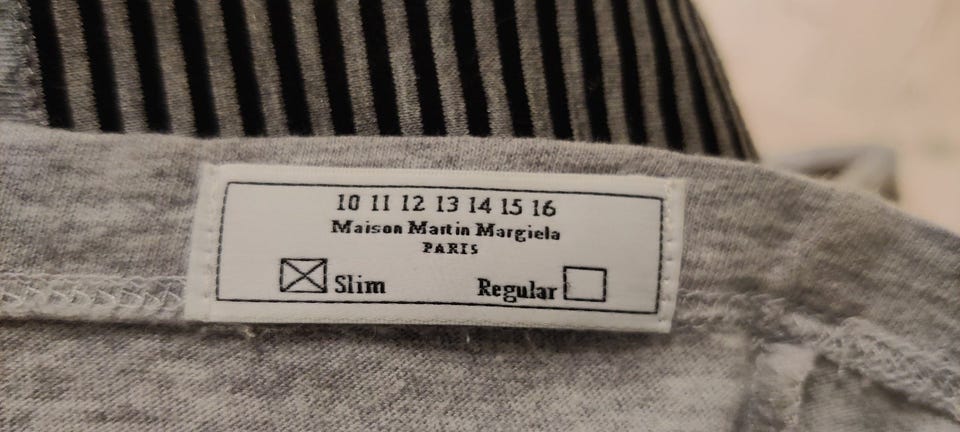 10 11 12 13 14 15 16
Maison Martin Margiela
PARIS
Slim Regular